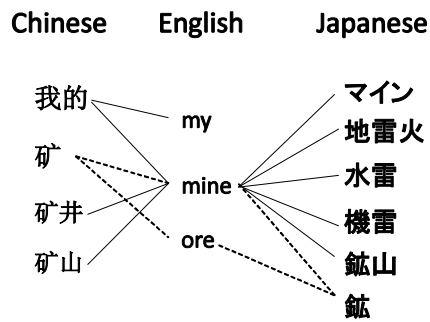 Chinese English Japanese
我的
矿
矿井
矿山
my
mine
ore
マイン
地雷火
水雷
機雷
鉱山
鉱